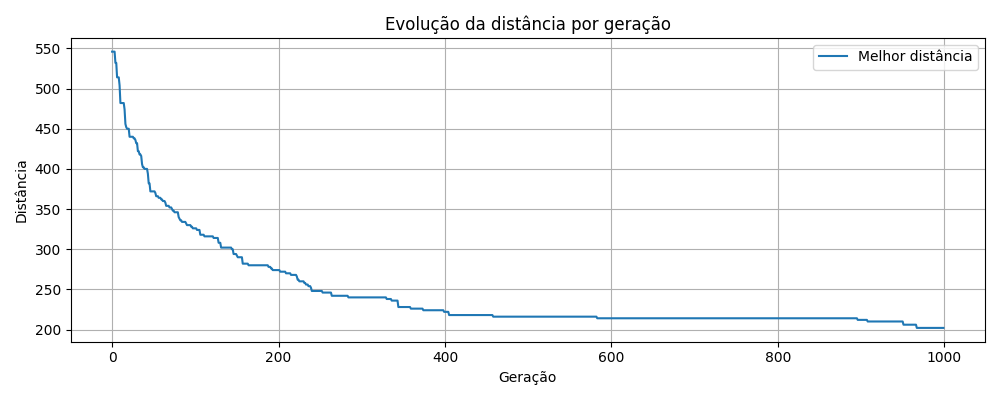 Evolução da distância por geração
Melhor distância
Distância
550
500
450
400
350
300
250
200
0 200 400 600 800 1000
Geração